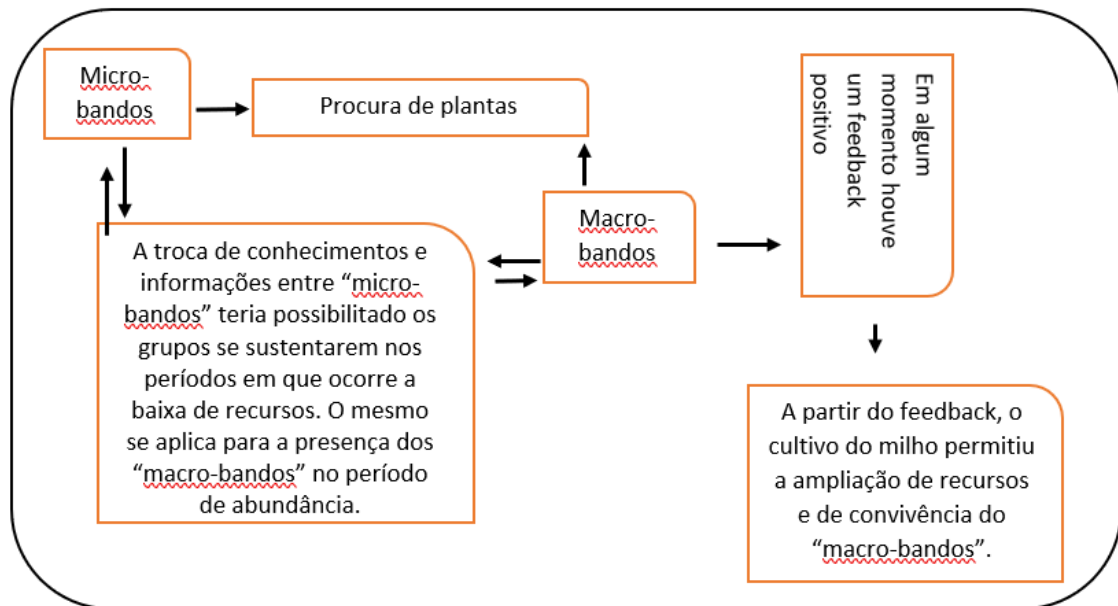 Micro-
bandos
Procura de plantas
Em algum
momento houve
um feedback
positivo
Macro-
bandos
A troca de conhecimentos e
informações entre “micro-
bandos” teria possibilitado os
grupos se sustentarem nos
períodos em que ocorre a
baixa de recursos. O mesmo
se aplica para a presença dos
“macro-bandos” no período
de abundância.
A partir do feedback, o
cultivo do milho permitiu
a ampliação de recursos
e de convivência do
“macro-bandos”.